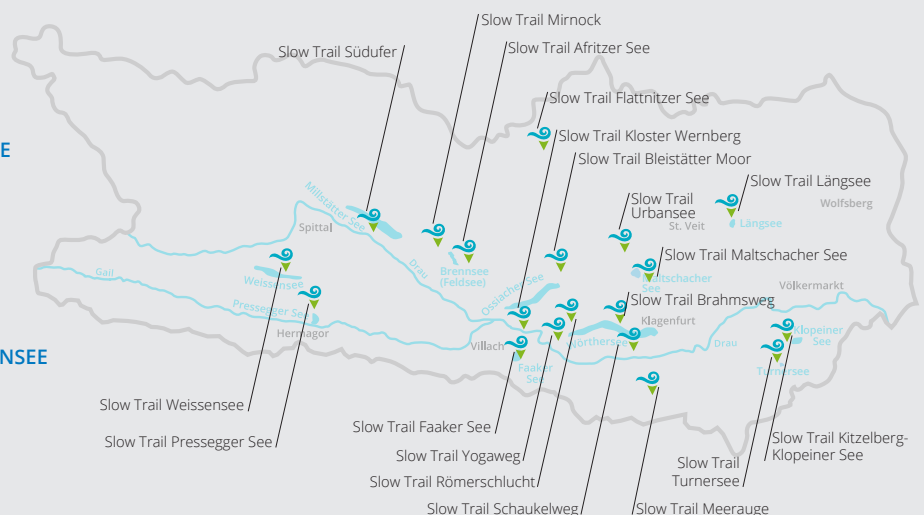 Slow Trail Mirnock
Slow Trail Südufer
Slow Trail Afritzer See
Slow Trail Flattnitzer See
Slow Trail Kloster Wernberg
E
Slow Trail Bleistätter Moor
Slow Trail Längsee
Wolfsberg
Millstätter See
Slow Trail
Urbansee
St. Veit
Längsee
Spittal
Slow Trail Maltschacher See
Drau
Brennsee
(Feldsee)
Maltschacher
See
Gail
Weissensee
Ossiacher See
Völkermarkt
Slow Trail Brahmsweg
Pressegger See
Klagenfurt
Hermagor
Villach
Wörthersee
Drau
Klopeiner
See
NSEE
Faaker
See
Turnersee
Slow Trail Weissensee
Slow Trail Faaker See
Slow Trail Pressegger See
Slow Trail Kitzelberg-
Klopeiner See
Slow Trail Yogaweg
Slow Trail
Turnersee
Slow Trail Römerschlucht
Slow Trail Schaukelweg
Slow Trail Meerauge